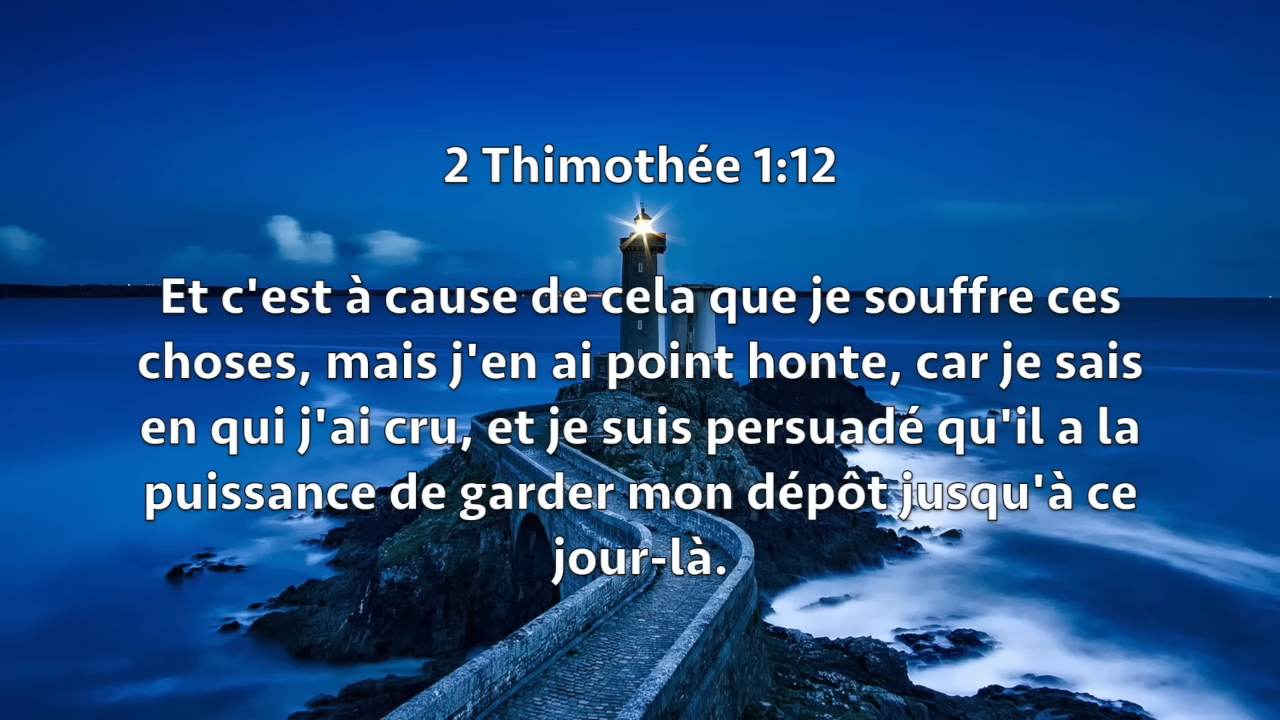 2 Thimothée 1:12
Et c'est à cause de cela que je souffre ces
choses, mais j'en ai point honte, car je sais
en qui j'ai cru, et je suis persuadé qu'il a la
puissance de garder mon dépôt jusqu'à ce
jour-là.